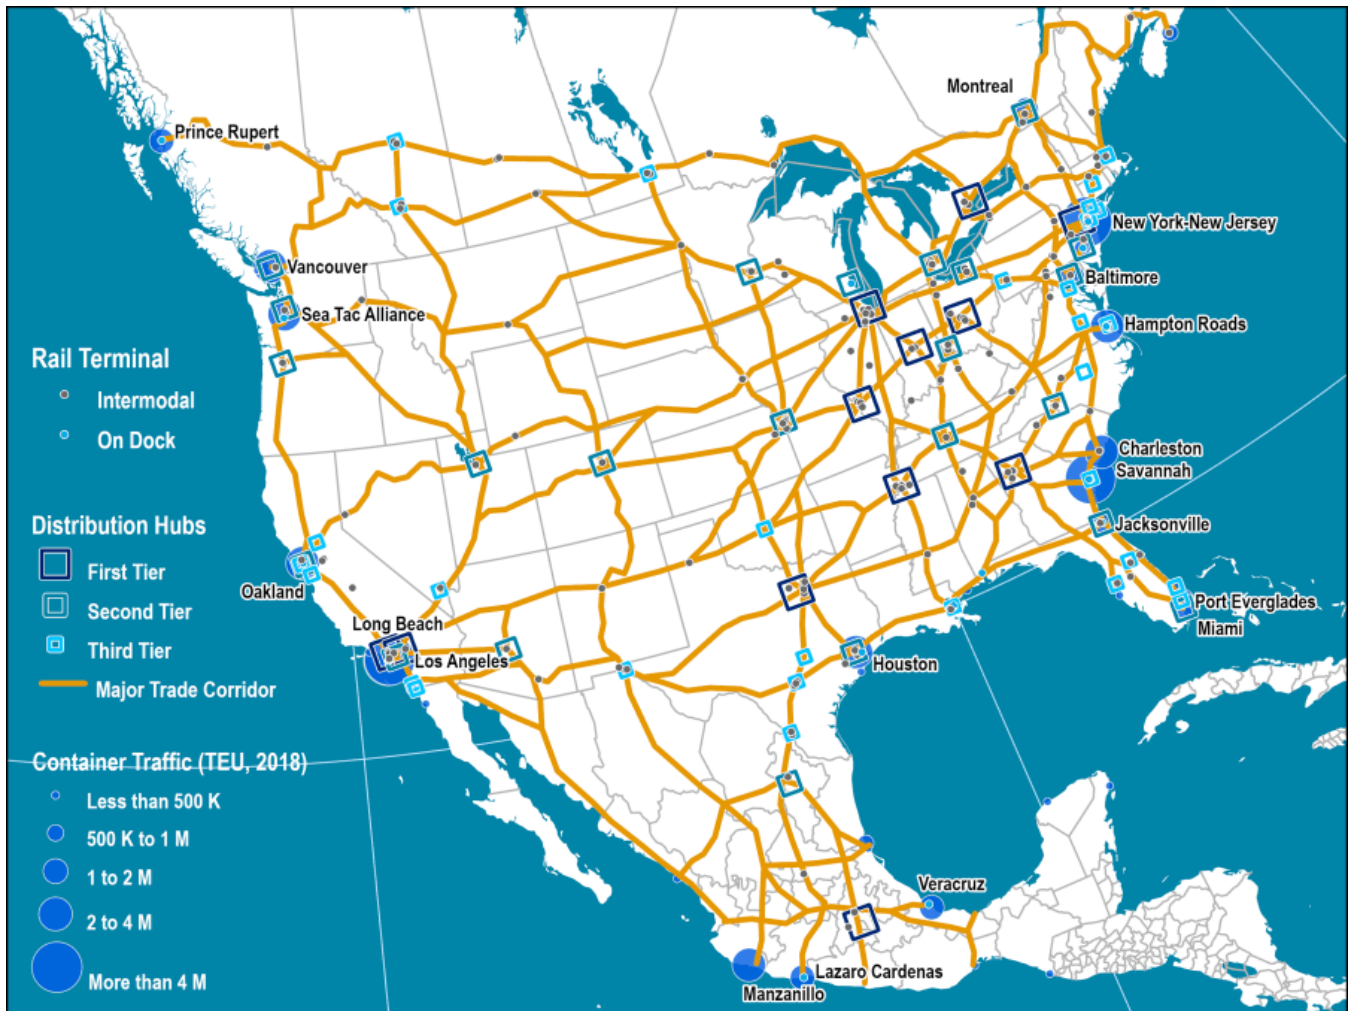 Montreal
Prince Rupert
New York-New Jersey
Vancouver
Baltimore
Sea Tac Alliance
Hampton Roads
Rail Terminal
Intermodal
On Dock
Charleston
Savannah
Distribution Hubs
Jacksonville
First Tier
Oakland
Second Tier
Port Everglades
Long Beach
Miami
Third Tier
Los Angeles
Houston
Major Trade Corridor
Container Traffic (TEU, 2018)
Less than 500 K
500 K to 1 M
1 to 2 M
Veracruz
2 to 4 M
Lazaro Cardenas
More than 4 M
Manzanillo